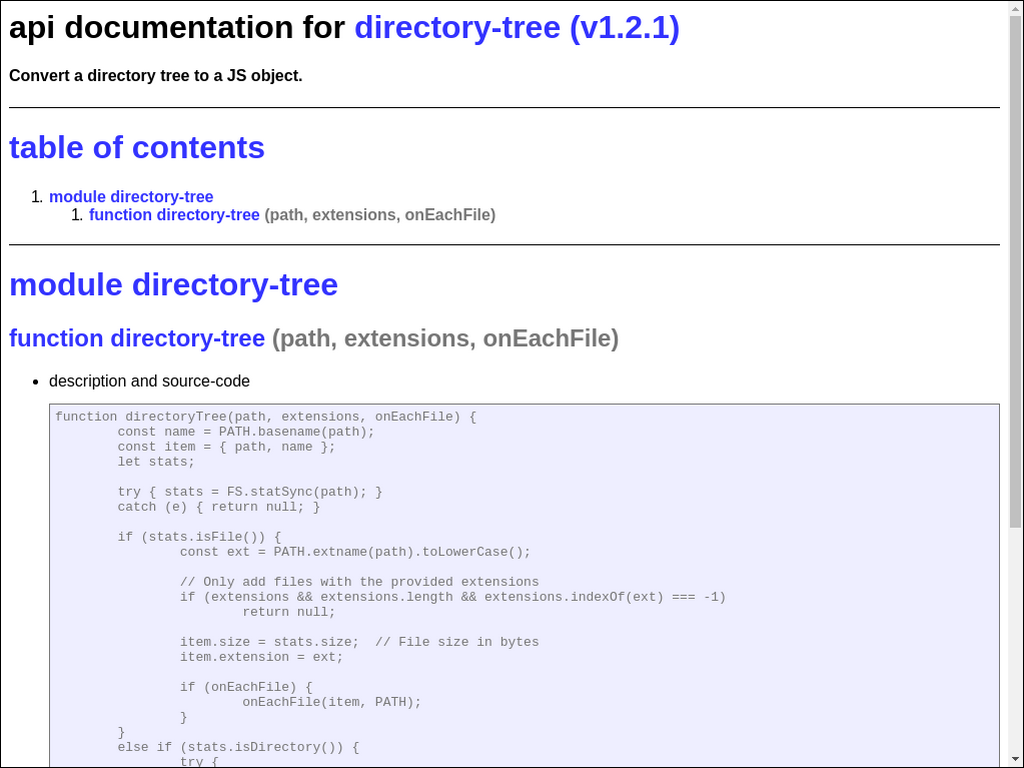 api documentation for directory-tree (v1.2.1)
Convert a directory tree to a JS object.
table of contents
1. module directory-tree
1. function directory-tree (path, extensions, onEachFile)
module directory-tree
function directory-tree (path, extensions, onEachFile)
• description and source-code
function directoryTree(path, extensions, onEachFile) {
        const name = PATH.basename(path);
        const item = { path, name };
        let stats;

        try { stats = FS.statSync(path); }
        catch (e) { return null; }

        if (stats.isFile()) {
                const ext = PATH.extname(path).toLowerCase();

                // Only add files with the provided extensions
                if (extensions && extensions.length && extensions.indexOf(ext) === -1)
                        return null;

                item.size = stats.size;  // File size in bytes
                item.extension = ext;

                if (onEachFile) {
                        onEachFile(item, PATH);
                }
        }
        else if (stats.isDirectory()) {
                try {